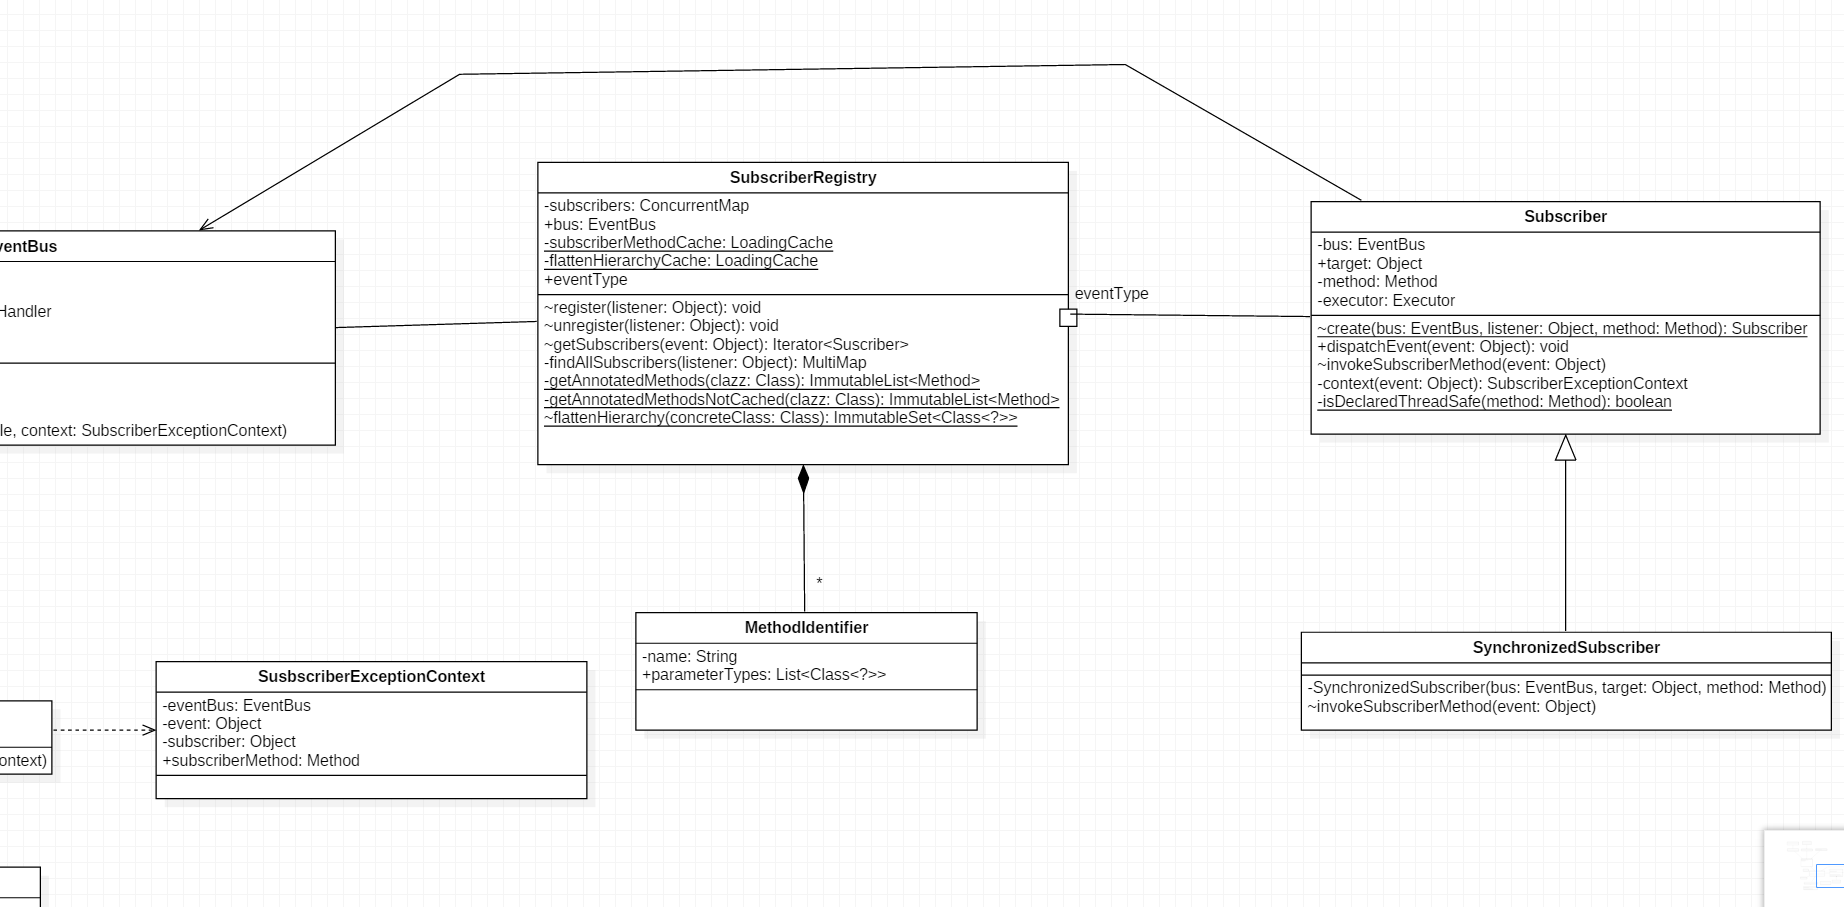 SubscriberRegistry
-subscribers: ConcurrentMap
+bus: EventBus
-subscriberMethodCache: LoadingCache
-flattenHierarchyCache: LoadingCache
+eventType
~register(listener: Object): void
~unregister(listener: Object): void
~getSubscribers(event: Object): Iterator<Suscriber>
-findAllSubscribers(listener: Object): MultiMap
-getAnnotatedMethods(clazz: Class): ImmutableList<Method>
-getAnnotatedMethodsNotCached(clazz: Class): ImmutableList<Method>
~flattenHierarchy(concreteClass: Class): ImmutableSet<Class<?>>
eventType
Subscriber
-bus: EventBus
+target: Object
-method: Method
-executor: Executor
~create(bus: EventBus, listener: Object, method: Method): Subscriber
+dispatchEvent(event: Object): void
~invokeSubscriberMethod(event: Object)
-context(event: Object): SubscriberExceptionContext
-isDeclaredThreadSafe(method: Method): boolean
ventBus
Handler
le, context: SubscriberExceptionContext)
*
MethodIdentifier
-name: String
+parameterTypes: List<Class<?>>
SynchronizedSubscriber
-SynchronizedSubscriber(bus: EventBus, target: Object, method: Method)
~invokeSubscriberMethod(event: Object)
SusbscriberExceptionContext
-eventBus: EventBus
-event: Object
-subscriber: Object
+subscriberMethod: Method
ontext)